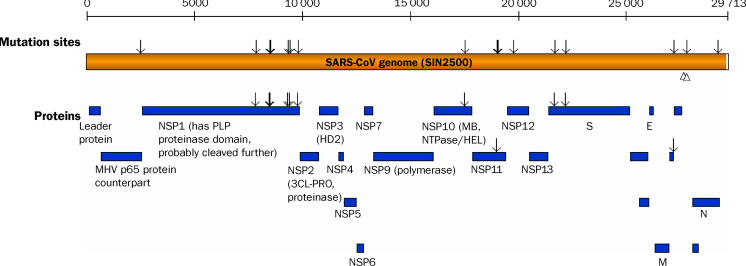 0 5000 10 000 15 000 20 000 25 000 29 713
Mutation sites
SARS-CoV genome (SIN2500)
Proteins
Leader
protein
NSP1 (has PLP
proteinase domain,
probably cleaved further)
NSP3
(HD2)
NSP7
NSP10 (MB,
NTPase/HEL)
NSP12
S
E
MHV p65 protein
counterpart
NSP2
(3CL-PRO,
proteinase)
NSP4
NSP9 (polymerase)
NSP11
NSP13
NSP5
N
NSP6
M